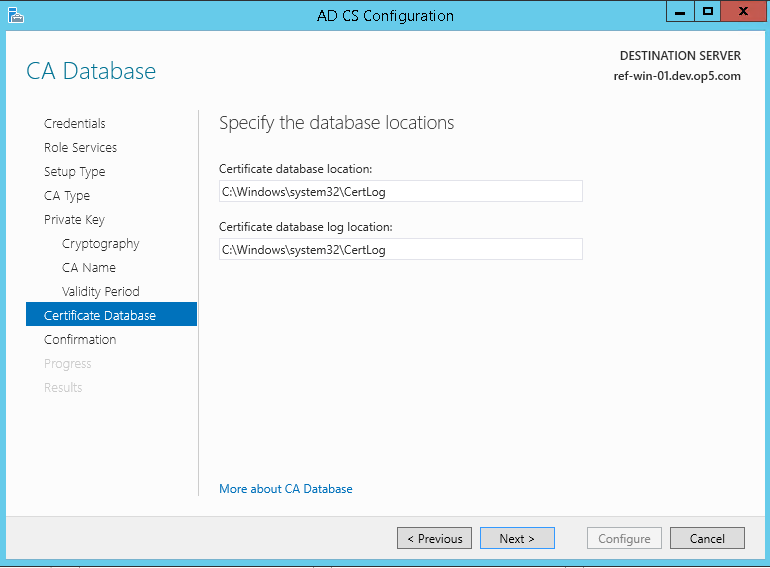 AD CS Configuration
CA Database
DESTINATION SERVER
ref-win-01.dev.op5.com
Credentials
Role Services
Setup Type
CA Type
Private Key
Cryptography
CA Name
Validity Period
Certificate Database
Confirmation
Progress
Results
Specify the database locations
Certificate database location:
C:\Windows\system32\CertLog
Certificate database log location:
C:\Windows\system32\CertLog
More about CA Database
< Previous
Next >
Configure
Cancel